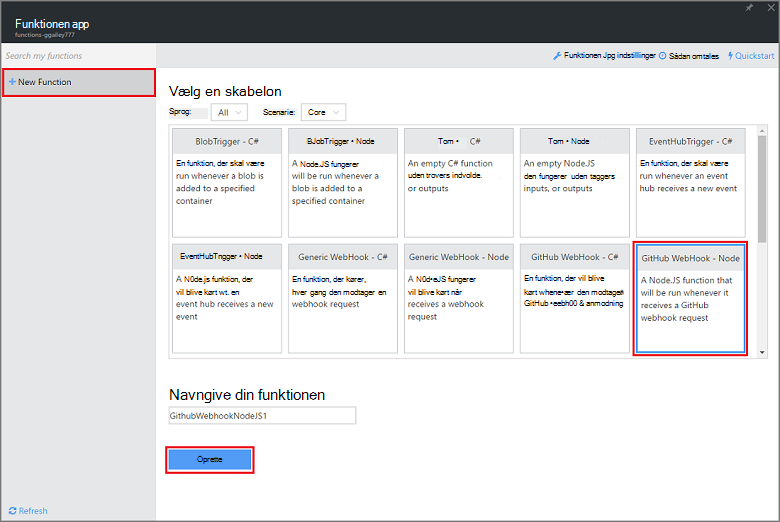 Funktionen app
functions-ggailey777
Search my functions
Funktionen Jpg indstillinger Sådan omtales Quickstart
+ New Function
Vælg en skabelon
Sprog: All Scenarie: Core
BlobTrigger - C#
En funktion, der skal være
run whenever a blob is
added to a specified
container
BJobTrigger • Node
A Node.JS fungerer
will be run whenever a
blob is added to a
specified container
Tom • C#
An empty C# function
uden trovers indvolde.
or outputs
Tom • Node
An empty Node.JS
den fungerer uden taggers
inputs, or outputs
EventHubTrigger - C#
En funktion, der skal være
run whenever an event
hub receives a new event
EventHubTngger • Node
A N0de.js funktion, der
vil blive kørt wt. en
event hub receives a new
event
Generic WebHook - C#
En funktion, der kører,
hver gang den modtager en
webhook request
Generic WebHook - Node
A N0d•eJS fungerer
vil blive kørt når
receives a webhook
request
GitHub WebHook - C#
En funktion, der vil blive
kørt whene•ær den modtager
GitHub •eebh00 & anmodning
GitHub WebHook - Node
A Node.JS function that
will be run whenever it
receives a GitHub
webhook request
Navngive din funktionen
GithubWebhookNodeJS1
Oprette
Refresh